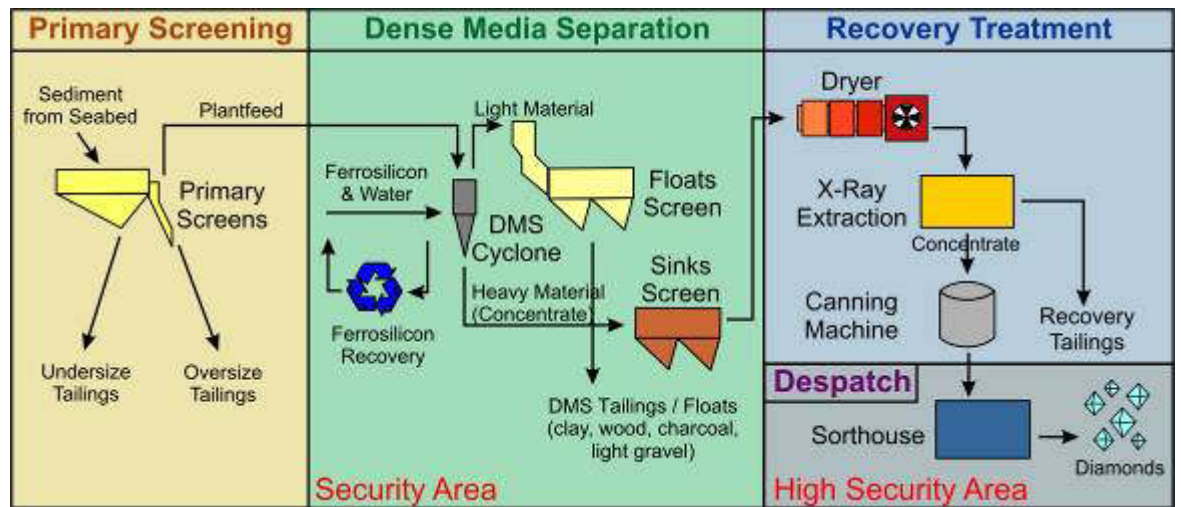 Primary Screening
Sediment
from Seabed
Plantfeed
Primary
Screens
Undersize
Tailings
Oversize
Tailings
Dense Media Separation
Light Material
Ferrosilicon
& Water
Floats
Screen
DMS
Cyclone
Sinks
Screen
Heavy Material
(Concentrate)
Ferrosilicon
Recovery
DMS Tailings / Floats
(clay, wood, charcoal,
light gravel)
Security Area
Recovery Treatment
Dryer
X-Ray
Extraction
Concentrate
Canning
Machine
Recovery
Tailings
Despatch
Sorthouse
Diamonds
High Security Area